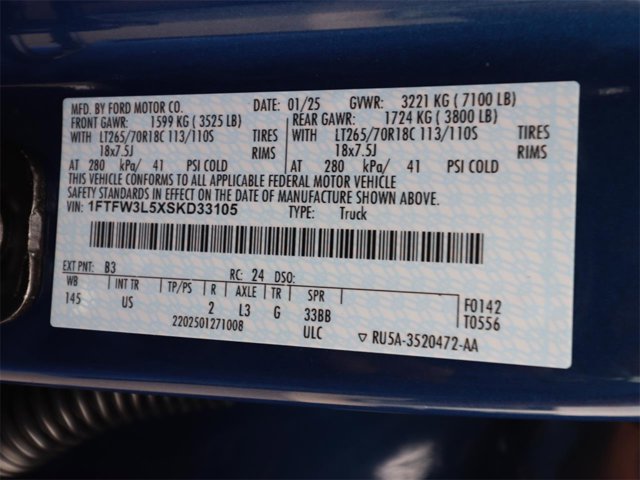 MFD. BY FORD MOTOR CO. DATE: 01/25 GVWR: 3221 KG ( 7100 LB)
FRONT GAWR: 1599 KG ( 3525 LB) REAR GAWR: 1724 KG ( 3800 LB)
WITH LT265/70R18C 113/110S TIRES WITH LT265/70R18C 113/110S TIRES
18x7.5J RIMS 18x7.5J RIMS
AT 280 kPa/ 41 PSI COLD AT 280 kPa/ 41 PSI COLD
THIS VEHICLE CONFORMS TO ALL APPLICABLE FEDERAL MOTOR VEHICLE
SAFETY STANDARDS IN EFFECT ON THE DATE OF MANUFACTURE SHOWN ABOVE.
VIN: 1FTFW3L5XSKD33105 TYPE: Truck
EXT PNT: B3 RC: 24 DSO:
WB INT TR TP/PS R AXLE TR SPR F0142
145 US 2 L3 G 33BB T0556
2202501271008 ULC ▽ RU5A-3520472-AA